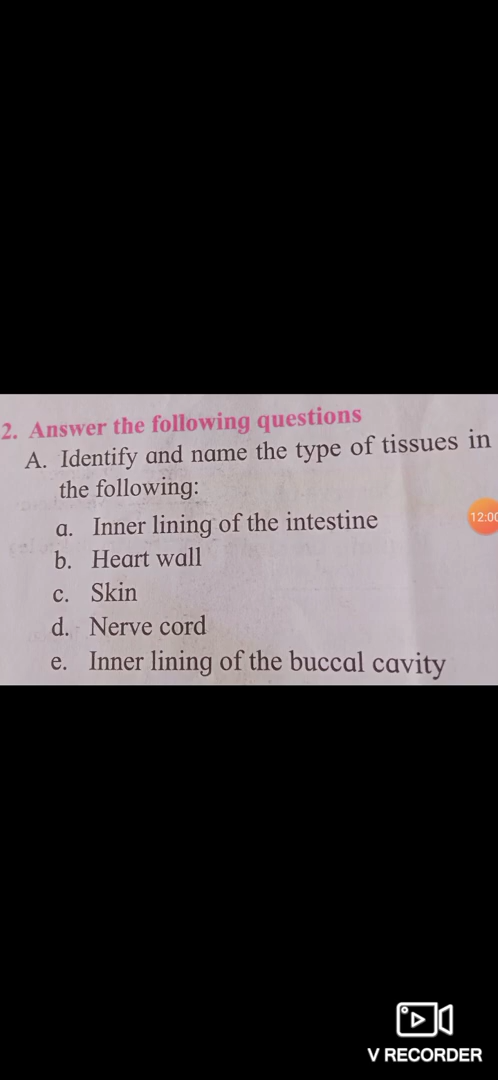 2. Answer the following questions
A. Identify and name the type of tissues in
the following:
a. Inner lining of the intestine
12:00
b. Heart wall
c. Skin
d. Nerve cord
e. Inner lining of the buccal cavity
V RECORDER